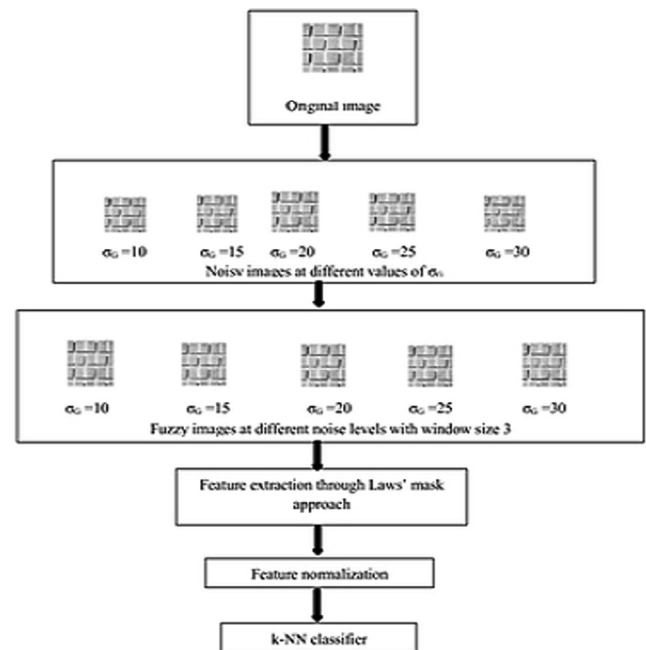 Original image
σG =10 σG =15 σG =20 σG =25 σG =30
Noisy images at different values of σG
σG =10 σG =15 σG =20 σG =25 σG =30
Fuzzy images at different noise levels with window size 3
Feature extraction through Laws' mask
approach
Feature normalization
k-NN classifier